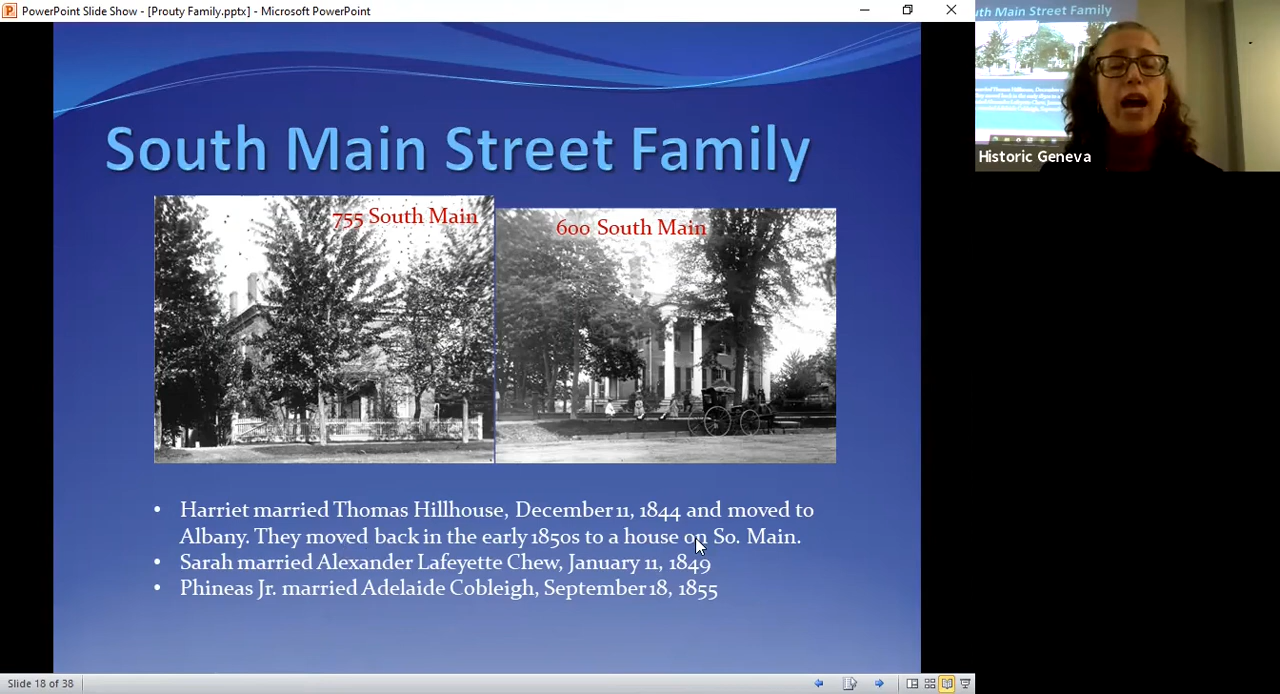 PowerPoint Slide Show - [Prouty Family.pptx] - Microsoft PowerPoint
South Main Street Family
755 South Main
600 South Main
• Harriet married Thomas Hillhouse, December 11, 1844 and moved to
Albany. They moved back in the early 1850s to a house on So. Main.
• Sarah married Alexander Lafeyette Chew, January 11, 1849
• Phineas Jr. married Adelaide Cobleigh, September 18, 1855
Slide 18 of 38
uth Main Street Family
Historic Geneva